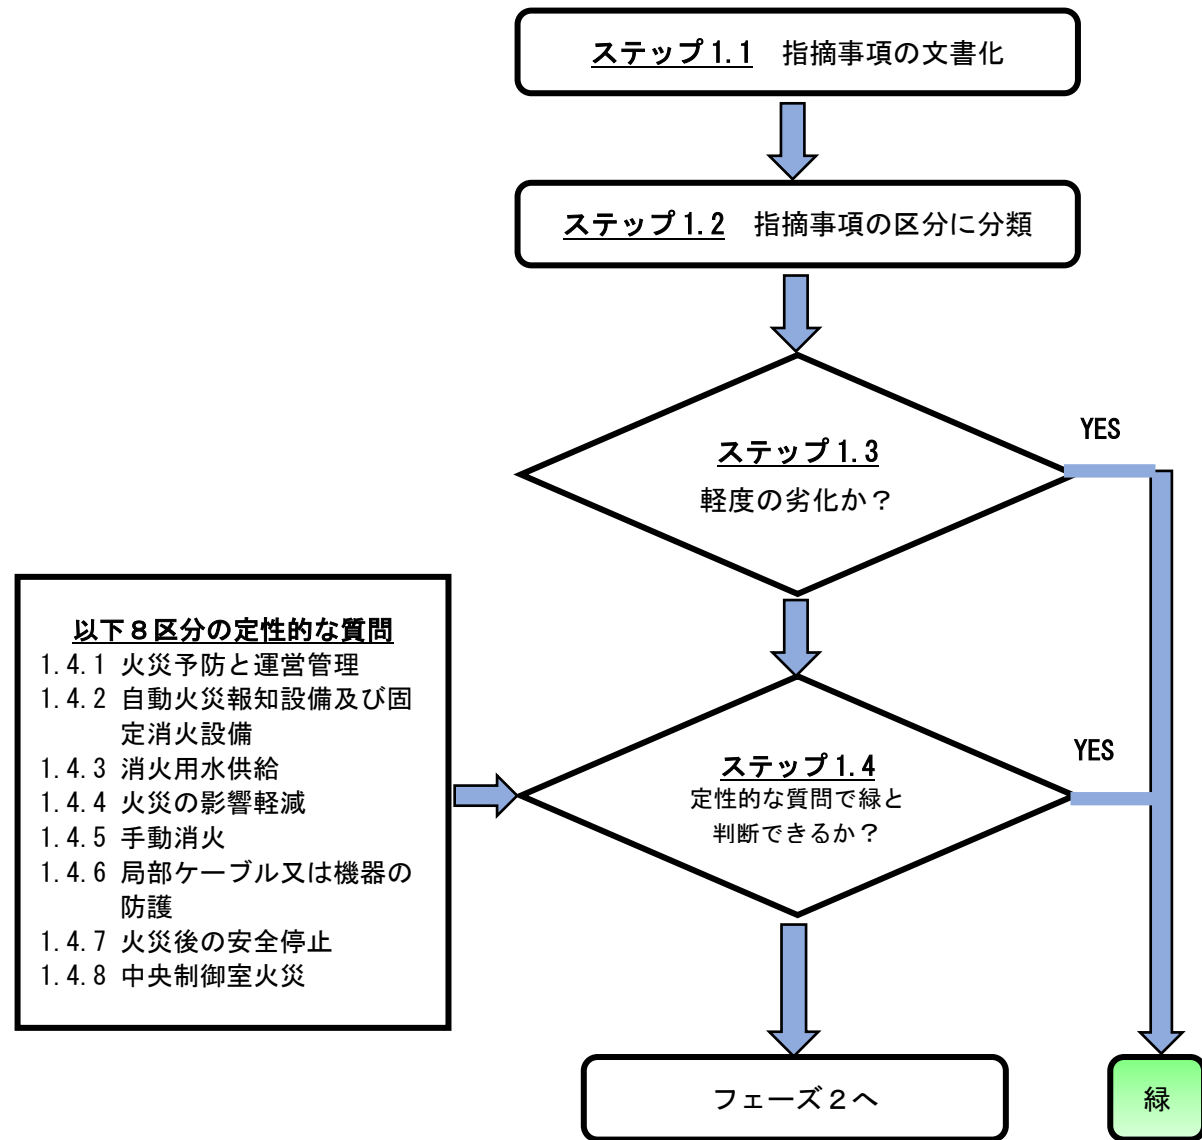 ステップ1.1　指摘事項の文書化
ステップ1.2　指摘事項の区分に分類
ステップ1.3
軽度の劣化か？
YES
以下８区分の定性的な質問
1.4.1 火災予防と運営管理
1.4.2 自動火災報知設備及び固
定消火設備
1.4.3 消火用水供給
1.4.4 火災の影響軽減
1.4.5 手動消火
1.4.6 局部ケーブル又は機器の
防護
1.4.7 火災後の安全停止
1.4.8 中央制御室火災
ステップ1.4
定性的な質問で緑と
判断できるか？
YES
フェーズ２へ
緑